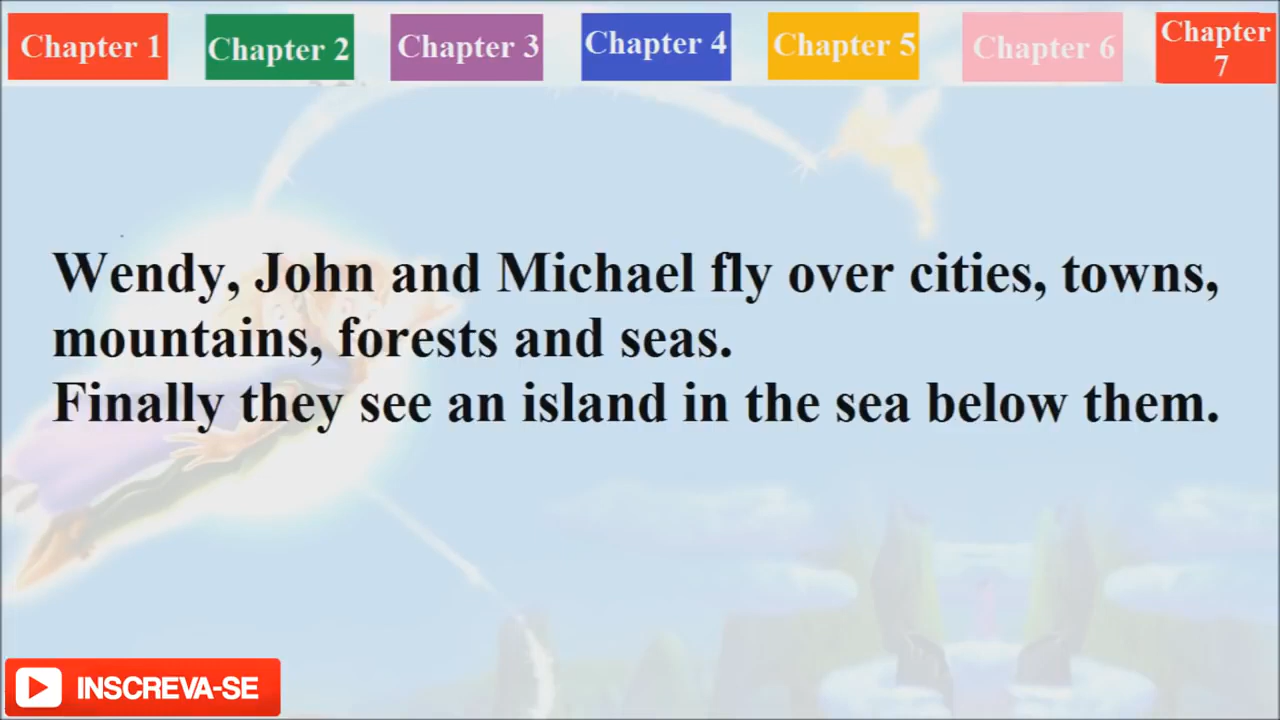 Chapter 1
Chapter 2
Chapter 3
Chapter 4
Chapter 5
Chapter 6
Chapter
7
Wendy, John and Michael fly over cities, towns,
mountains, forests and seas.
Finally they see an island in the sea below them.
INSCREVA-SE